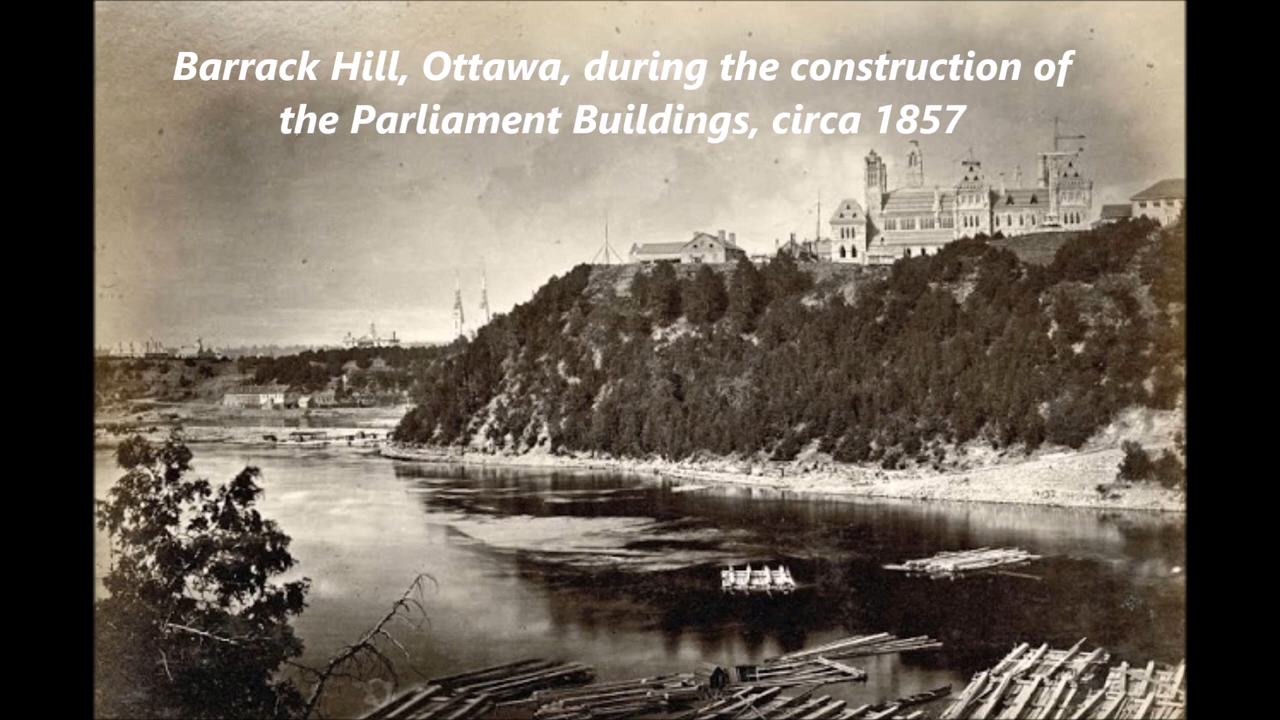 Barrack Hill, Ottawa, during the construction of
the Parliament Buildings, circa 1857